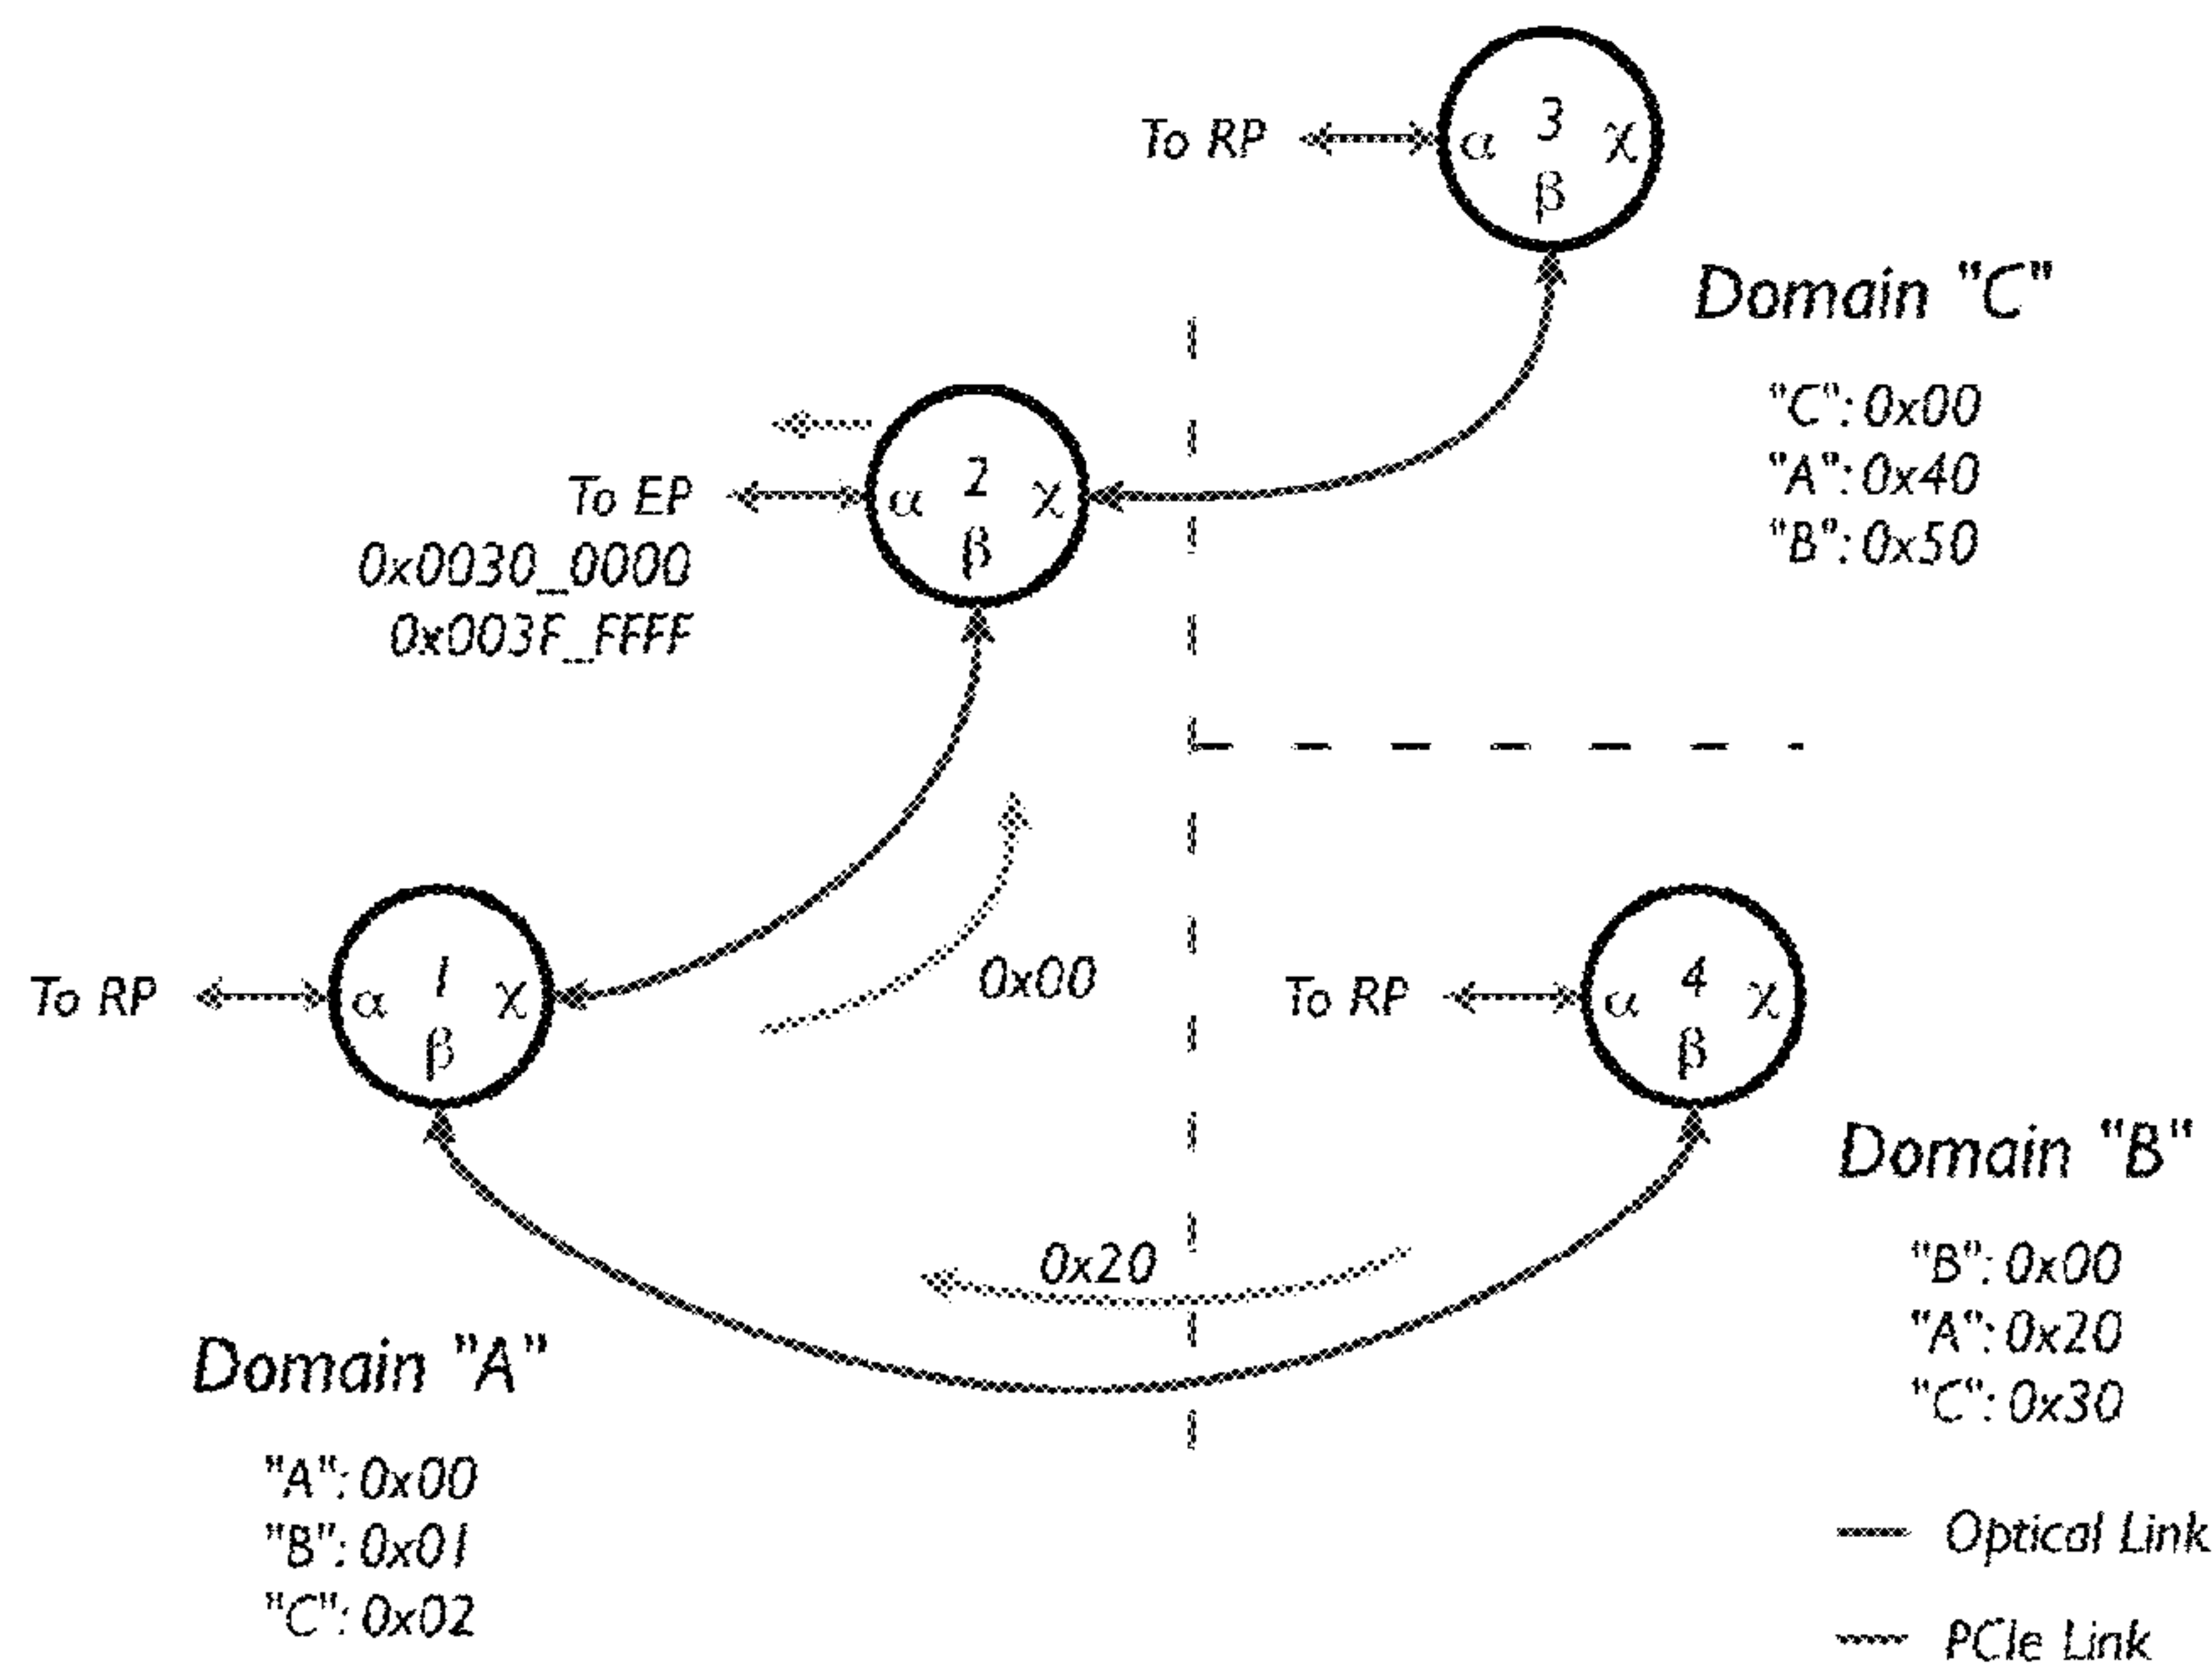 To RP
α 3 χ
β
Domain "C"
"C": 0x00
"A": 0x40
"B": 0x50
To EP
0x0030_0000
0x003F_FFFF
α 2 χ
β
To RP
α 1 χ
β
0x00
To RP
α 4 χ
β
Domain "B"
"B": 0x00
"A": 0x20
"C": 0x30
0x20
Domain "A"
"A": 0x00
"B": 0x01
"C": 0x02
Optical Link
PCIe Link